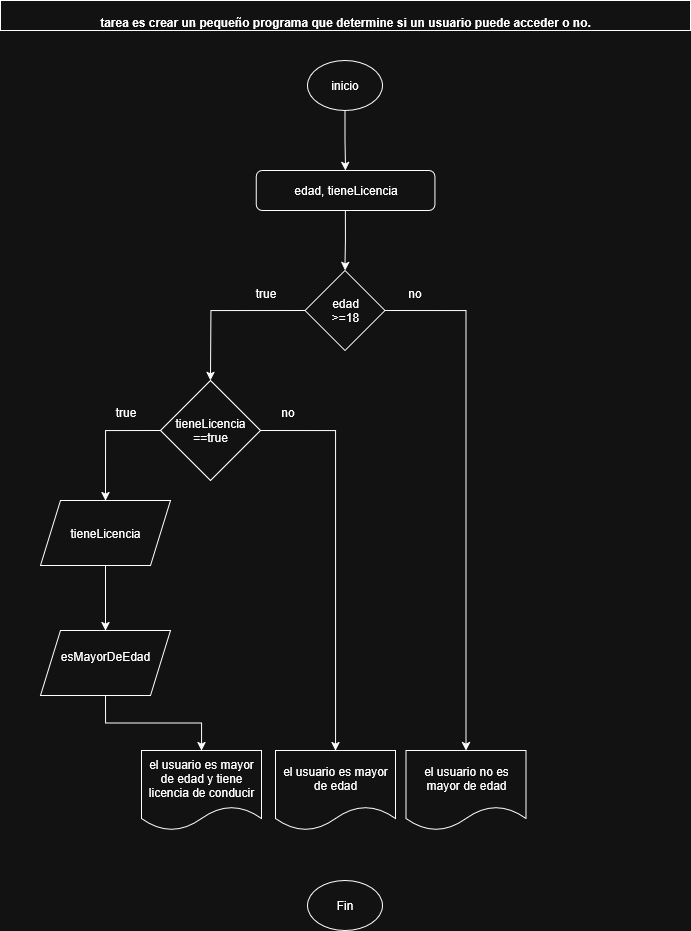 tarea es crear un pequeño programa que determine si un usuario puede acceder o no.
inicio
edad, tieneLicencia
true
no
edad
>=18
true
no
tieneLicencia
==true
tieneLicencia
esMayorDeEdad
el usuario es mayor
de edad y tiene
licencia de conducir
el usuario es mayor
de edad
el usuario no es
mayor de edad
Fin